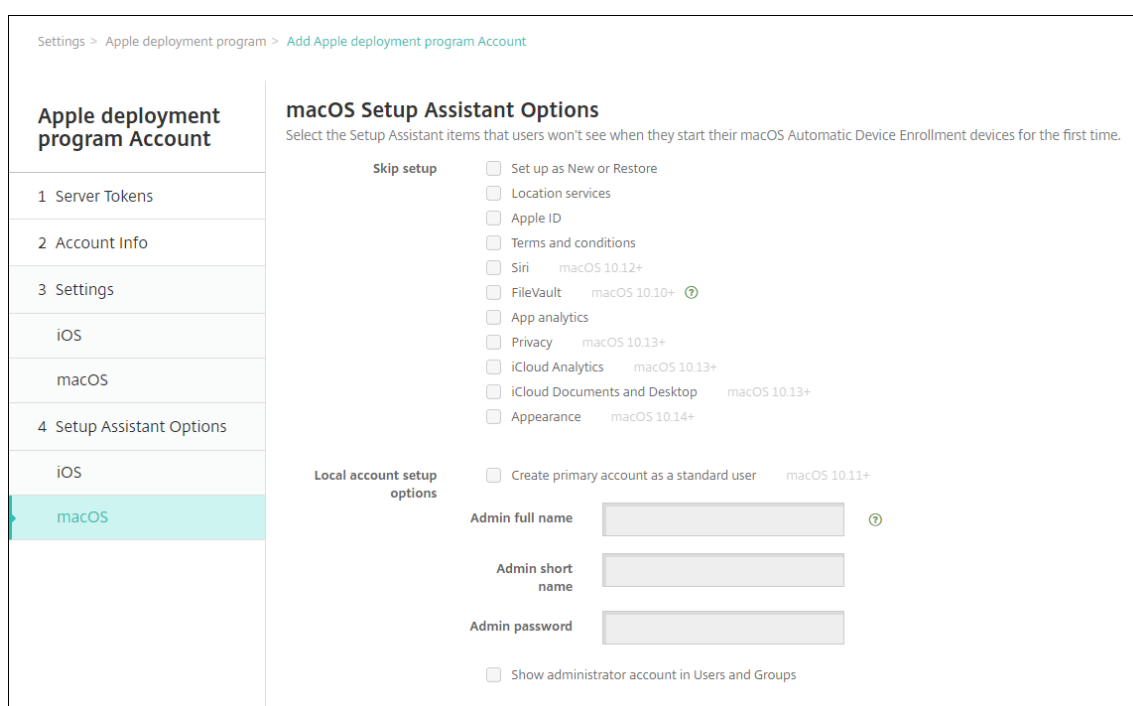 Settings > Apple deployment program > Add Apple deployment program Account
Apple deployment
program Account
1 Server Tokens
2 Account Info
3 Settings
iOS
macOS
4 Setup Assistant Options
iOS
macOS
macOS Setup Assistant Options
Select the Setup Assistant items that users won't see when they start their macOS Automatic Device Enrollment devices for the first time.
Skip setup
Set up as New or Restore
Location services
Apple ID
Terms and conditions
Siri macOS 10.12+
FileVault macOS 10.10+ ?
App analytics
Privacy macOS 10.13+
iCloud Analytics macOS 10.13+
iCloud Documents and Desktop macOS 10.13+
Appearance macOS 10.14+
Local account setup
options
Create primary account as a standard user macOS 10.11+
Admin full name ?
Admin short
name
Admin password
Show administrator account in Users and Groups